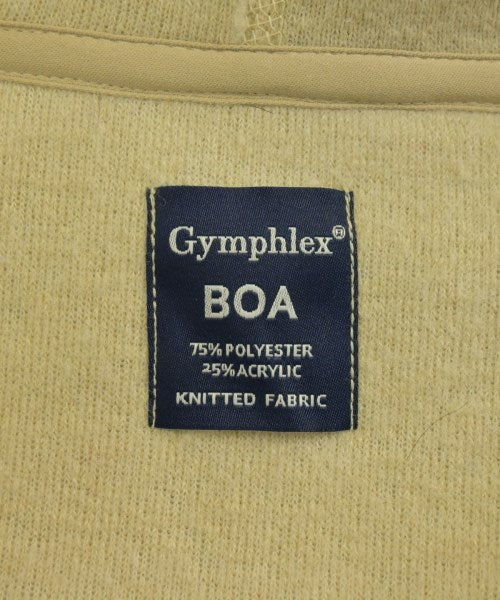 Gymphlex®
BOA
75% POLYESTER
25% ACRYLIC
KNITTED FABRIC